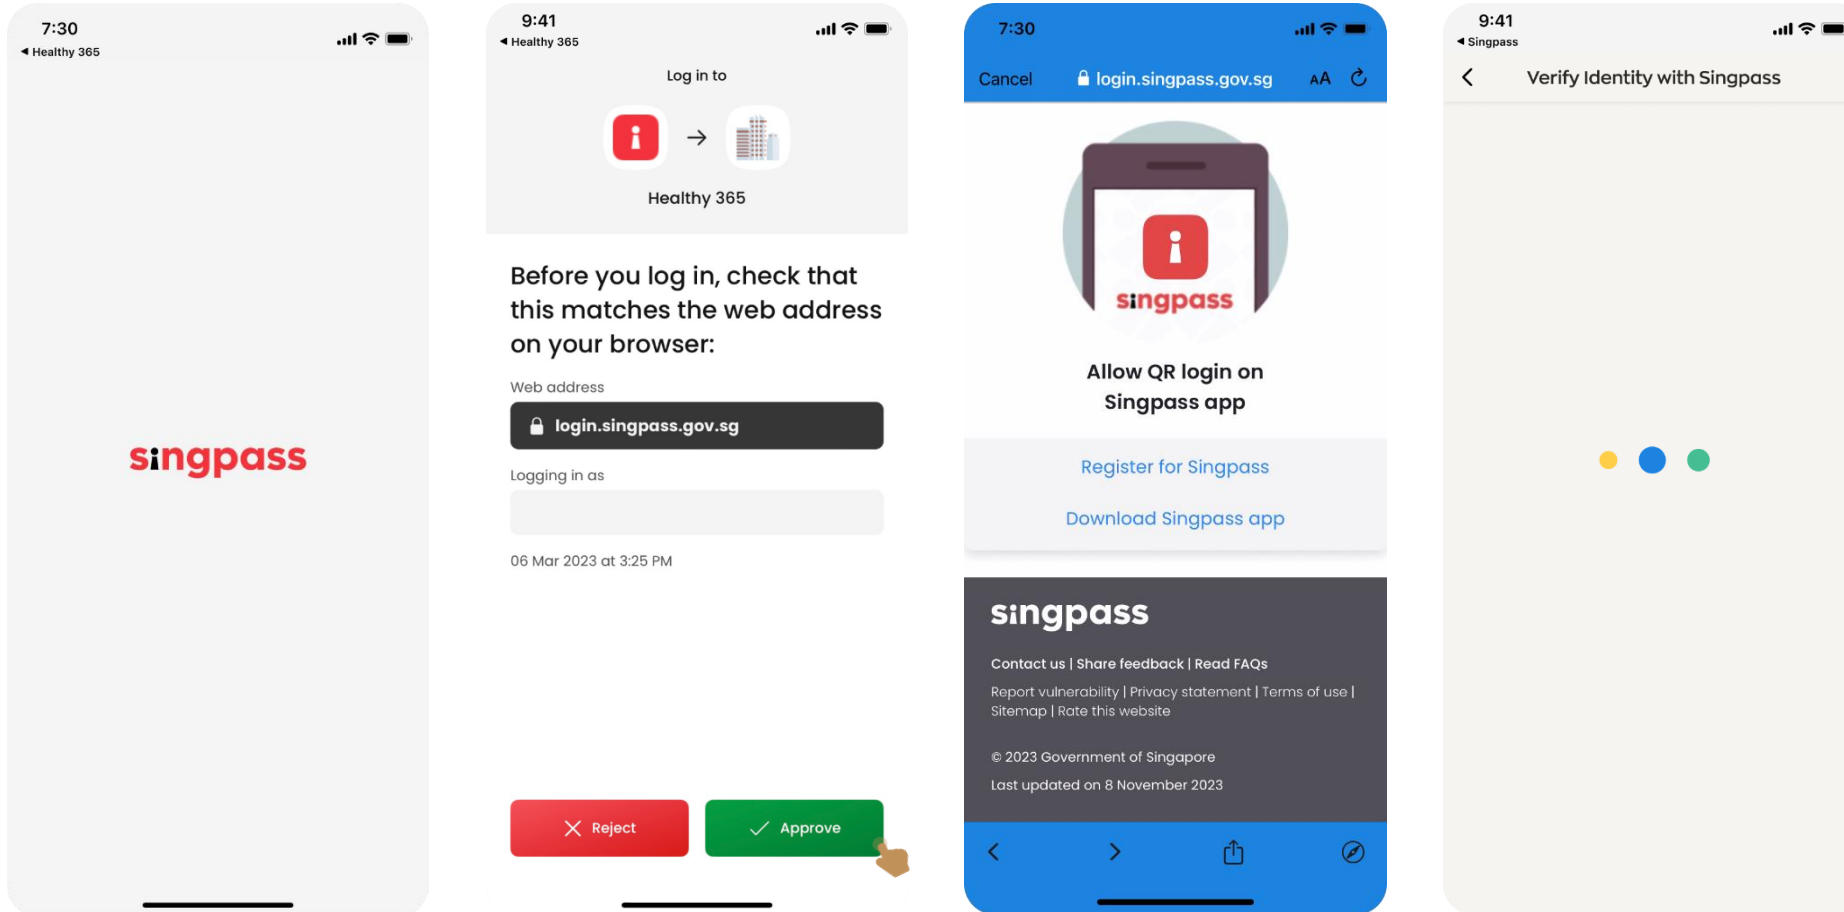 7:30
◀ Healthy 365
singpass
9:41
◀ Healthy 365
Log in to
Healthy 365
Before you log in, check that
this matches the web address
on your browser:
Web address
login.singpass.gov.sg
Logging in as
06 Mar 2023 at 3:25 PM
Reject
Approve
7:30
Cancel
login.singpass.gov.sg
AA
singpass
Allow QR login on
Singpass app
Register for Singpass
Download Singpass app
singpass
Contact us | Share feedback | Read FAQs
Report vulnerability | Privacy statement | Terms of use |
Sitemap | Rate this website
© 2023 Government of Singapore
Last updated on 8 November 2023
9:41
◀ Singpass
Verify Identity with Singpass